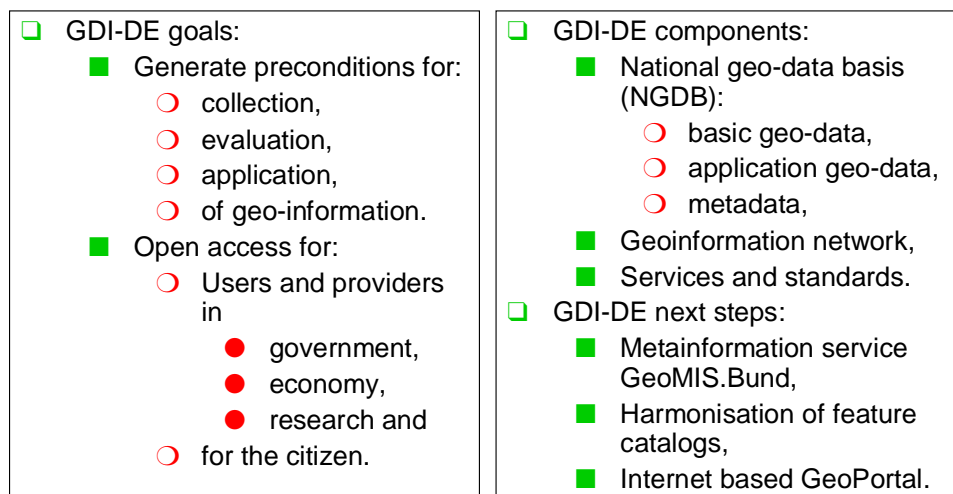 GDI-DE goals:
Generate preconditions for:
collection,
evaluation,
application,
of geo-information.
Open access for:
Users and providers
in
government,
economy,
research and
for the citizen.
GDI-DE components:
National geo-data basis
(NGDB):
basic geo-data,
application geo-data,
metadata,
Geoinformation network,
Services and standards.
GDI-DE next steps:
Metainformation service
GeoMIS.Bund,
Harmonisation of feature
catalogs,
Internet based GeoPortal.